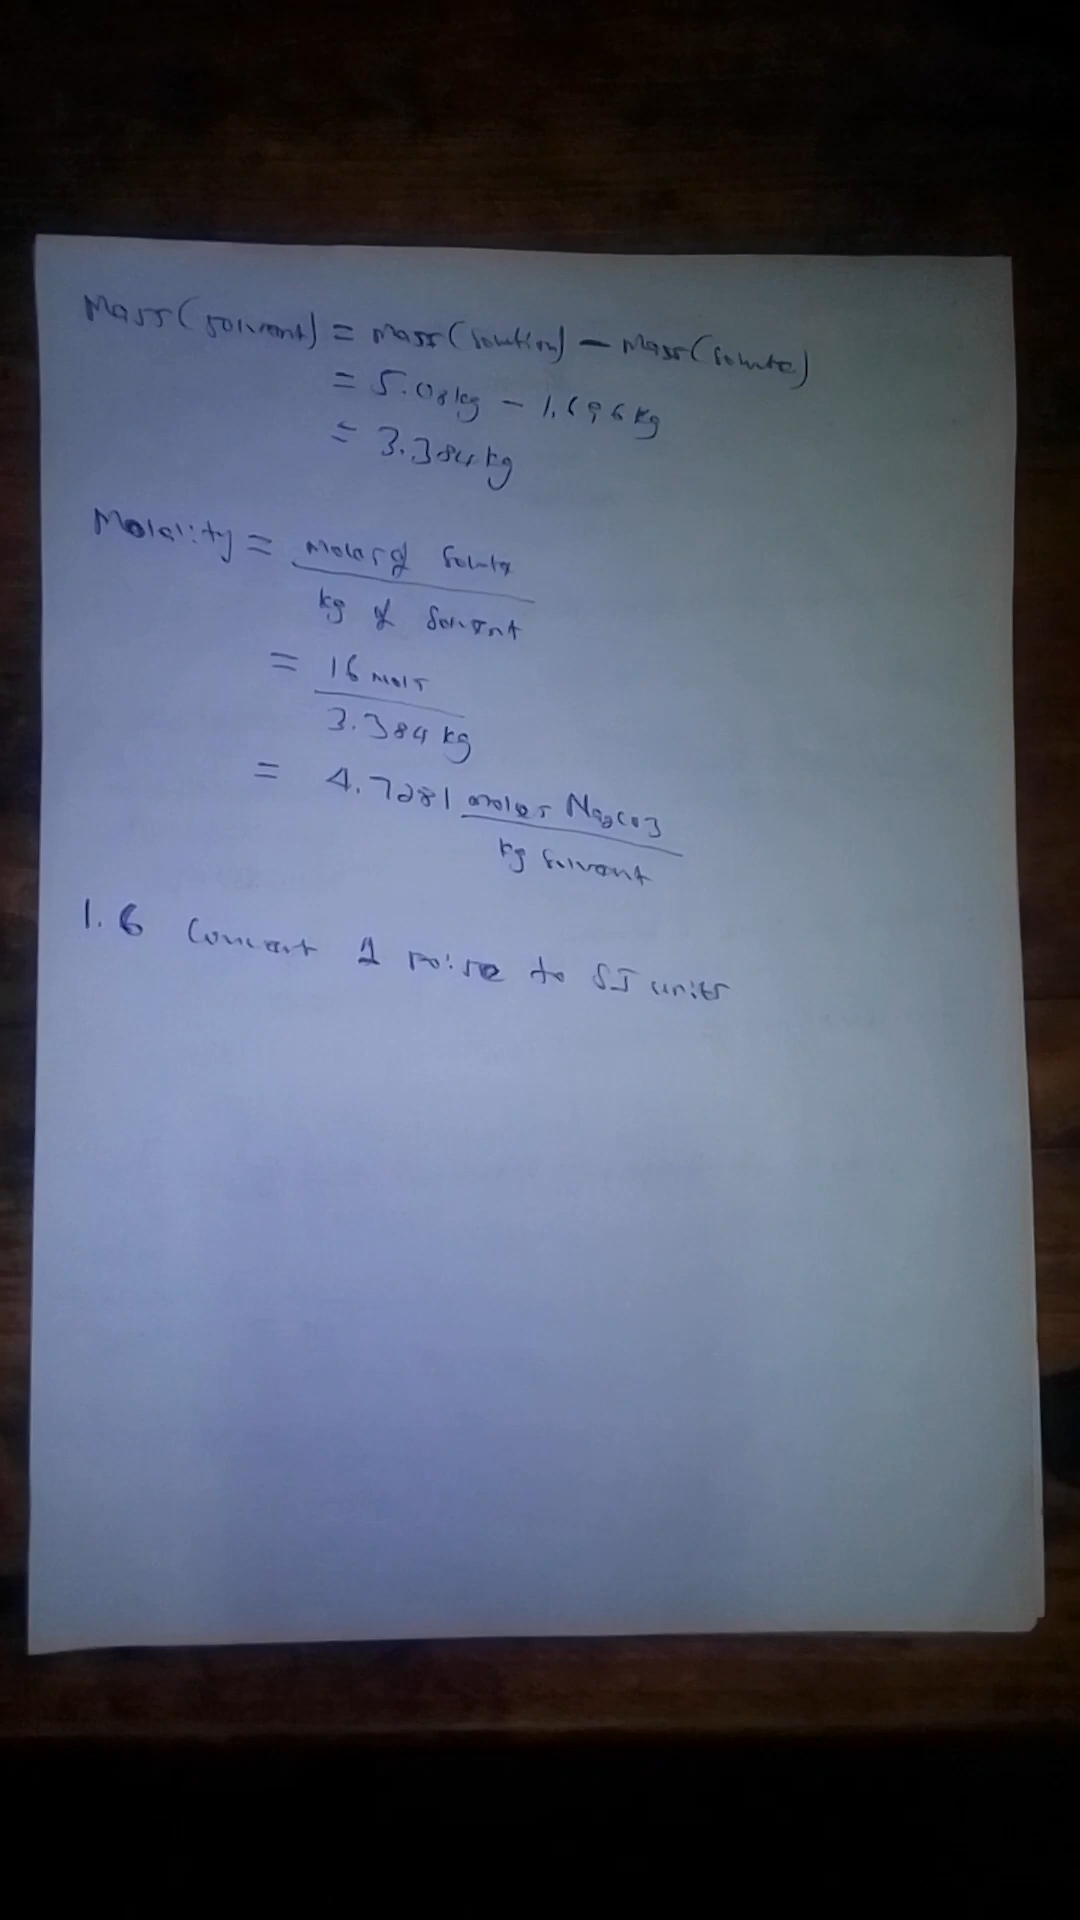 Mass(solvent) = mass(solution) - mass(solute)
= 5.08kg - 1.696kg
= 3.384kg
Molality = moles of solute
kg of solvent
= 16 mols
3.384 kg
= 4.7281 moles Na2CO3
kg solvent
1.6 Convert 1 poise to SI units